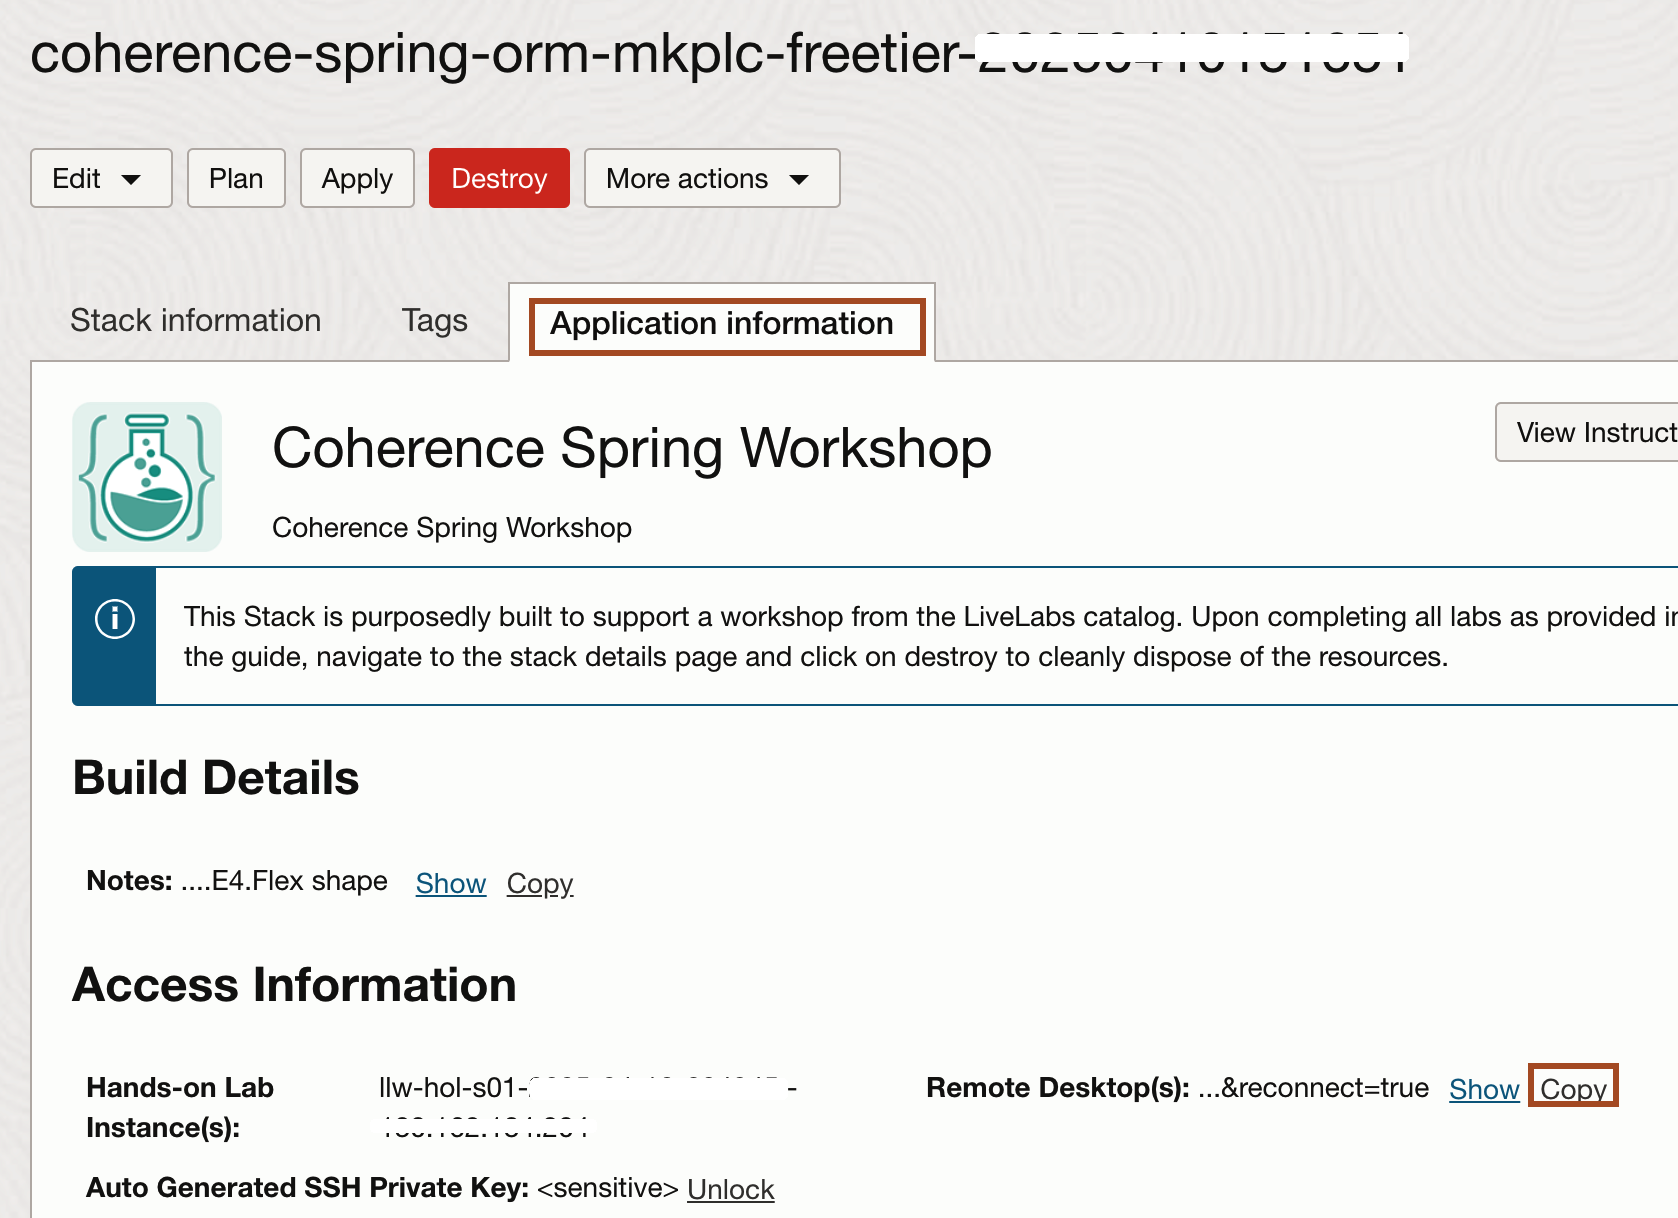 coherence-spring-orm-mkplc-freetier-
Edit Plan Apply Destroy More actions
Stack information Tags Application information
Coherence Spring Workshop
View Instruct
Coherence Spring Workshop
This Stack is purposedly built to support a workshop from the LiveLabs catalog. Upon completing all labs as provided in
the guide, navigate to the stack details page and click on destroy to cleanly dispose of the resources.
Build Details
Notes: ....E4.Flex shape Show Copy
Access Information
Hands-on Lab Instance(s): llw-hol-s01- -
Remote Desktop(s): ...&reconnect=true Show Copy
Auto Generated SSH Private Key: <sensitive> Unlock